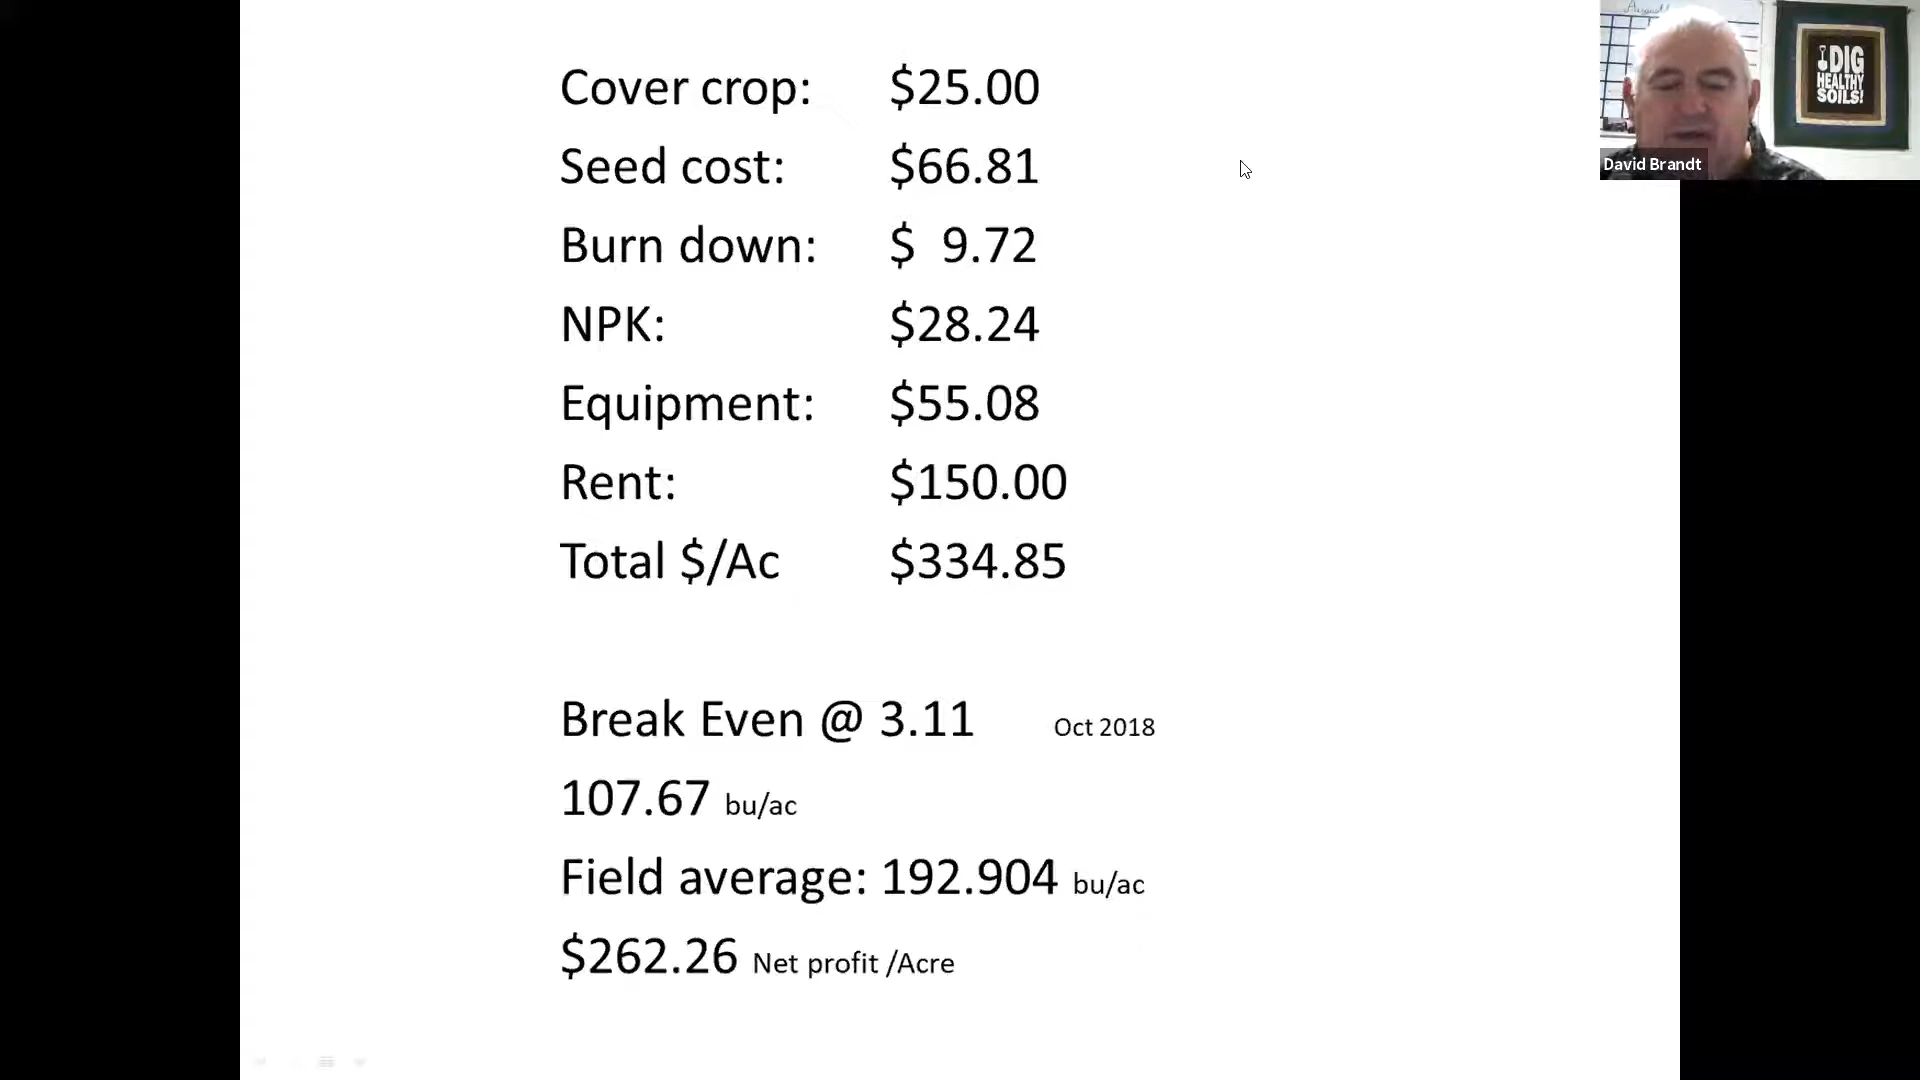 Cover crop: $25.00
Seed cost: $66.81
Burn down: $ 9.72
NPK: $28.24
Equipment: $55.08
Rent: $150.00
Total $/Ac $334.85
Break Even @ 3.11 Oct 2018
107.67 bu/ac
Field average: 192.904 bu/ac
$262.26 Net profit /Acre
DIG
HEALTHY
SOILS!
David Brandt